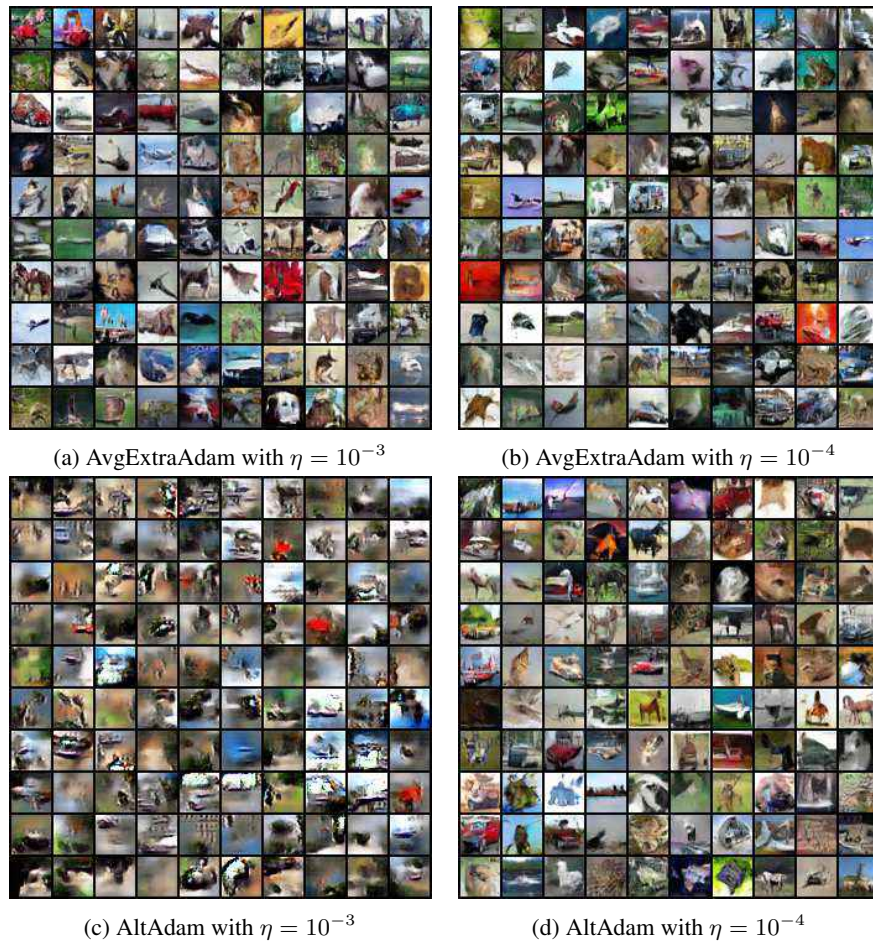 (a) AvgExtraAdam with η = 10⁻³
(b) AvgExtraAdam with η = 10⁻⁴
(c) AltAdam with η = 10⁻³
(d) AltAdam with η = 10⁻⁴